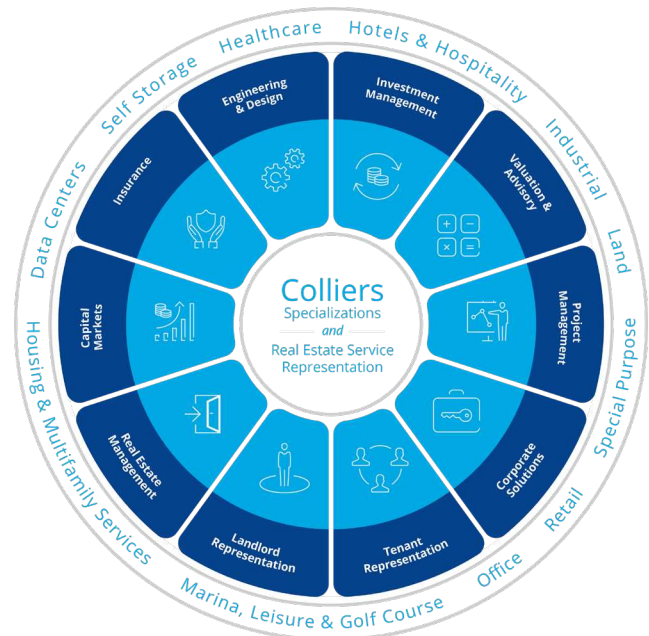 Healthcare
Hotels & Hospitality
Industrial
Land
Special Purpose
Retail
Office
Marina, Leisure & Golf Course
Housing & Multifamily Services
Data Centers
Self Storage
Engineering
& Design
Investment
Management
Valuation &
Advisory
Project
Management
Corporate
Solutions
Tenant
Representation
Landlord
Representation
Real Estate
Management
Capital
Markets
Insurance
Colliers
Specializations
and
Real Estate Service
Representation